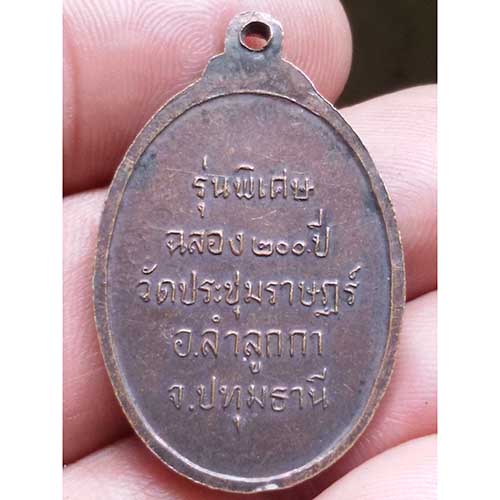 รุ่นพิเศษ
ฉลอง ๒๐๐ ปี
วัดประชุมราษฎร์
อ.ลำลูกกา
จ.ปทุมธานี